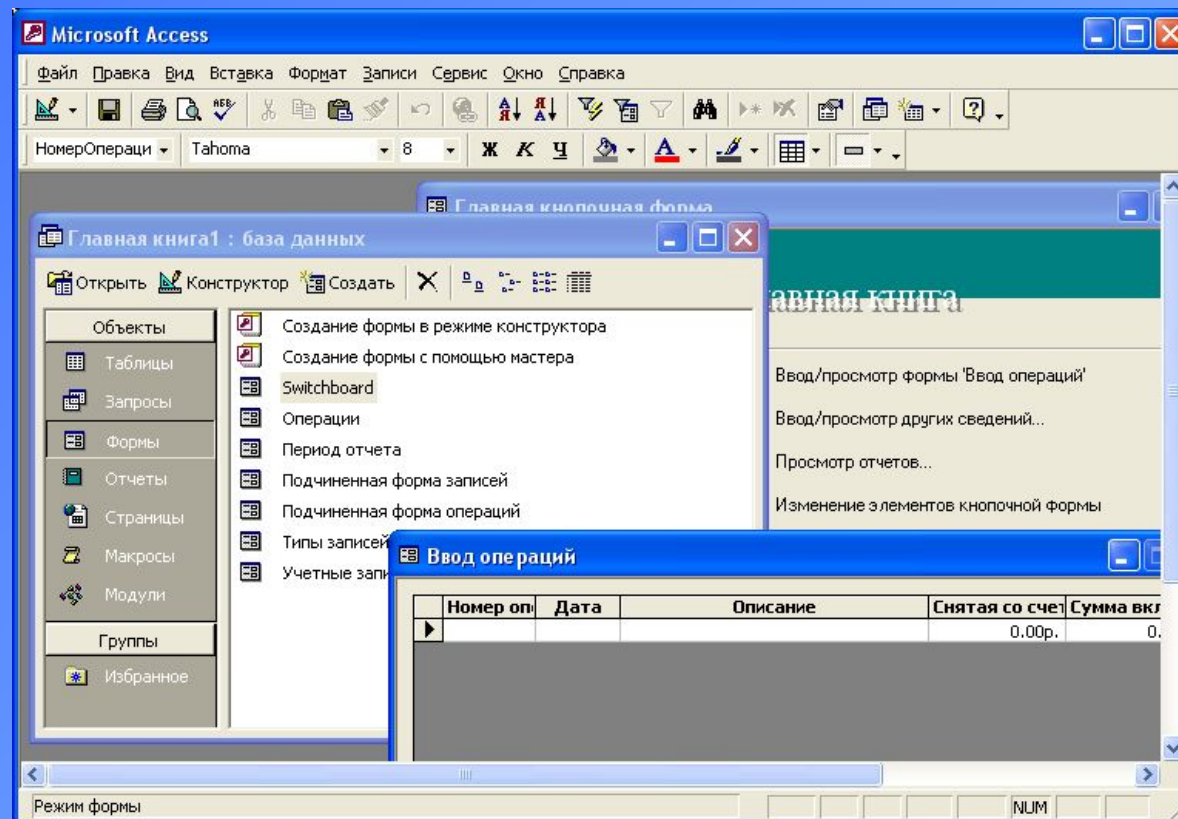 Microsoft Access
Файл Правка Вид Вставка Формат Записи Сервис Окно Справка
НомерОпераци Tahoma 8 Ж К Ч
Главная кнопочная форма
Главная книга1 : база данных
Открыть Конструктор Создать
авная книга
Объекты
Таблицы
Запросы
Формы
Отчеты
Страницы
Макросы
Модули
Группы
Избранное
Создание формы в режиме конструктора
Создание формы с помощью мастера
Switchboard
Операции
Период отчета
Подчиненная форма записей
Подчиненная форма операций
Типы записей
Учетные запи
Ввод/просмотр формы 'Ввод операций'
Ввод/просмотр других сведений...
Просмотр отчетов...
Изменение элементов кнопочной формы
Ввод операций
Номер опе Дата Описание Снятая со счет Сумма вкл
0.00р. 0.
Режим формы NUM